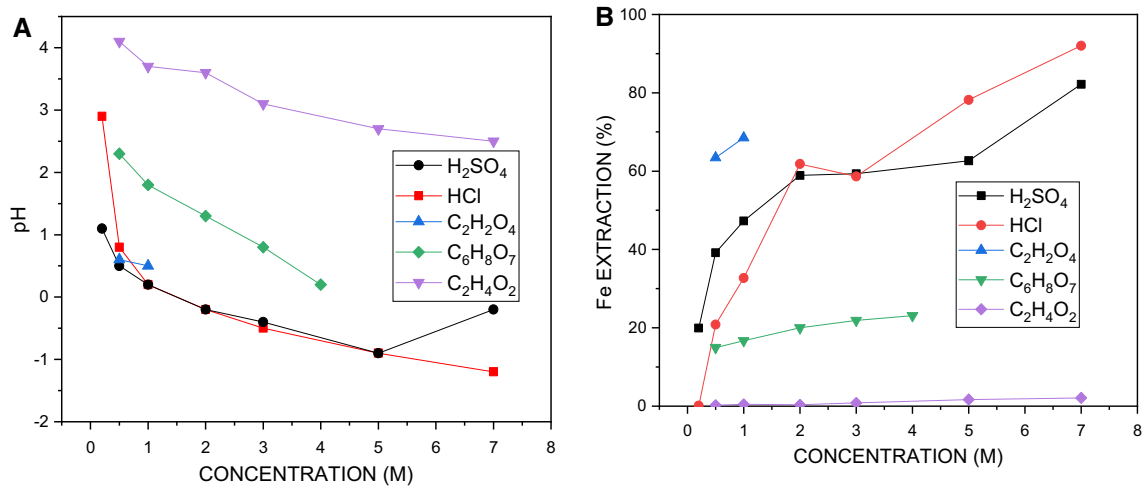 A
4
3
2
1
0
-1
-2
pH
0 1 2 3 4 5 6 7 8
CONCENTRATION (M)
H₂SO₄
HCl
C₂H₂O₄
C₆H₈O₇
C₂H₄O₂
B
100
80
60
40
20
0
Fe EXTRACTION (%)
0 1 2 3 4 5 6 7 8
CONCENTRATION (M)
H₂SO₄
HCl
C₂H₂O₄
C₆H₈O₇
C₂H₄O₂